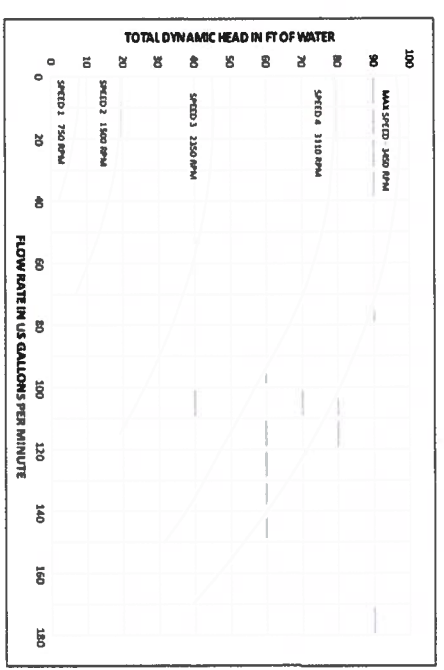 TOTAL DYNAMIC HEAD IN FT OF WATER
100
90
80
70
60
50
40
30
20
10
0
MAX SPEED - 3450 RPM
SPEED 4 3110 RPM
SPEED 3 2350 RPM
SPEED 2 1500 RPM
SPEED 1 750 RPM
0 20 40 60 80 100 120 140 160 180
FLOW RATE IN US GALLONS PER MINUTE